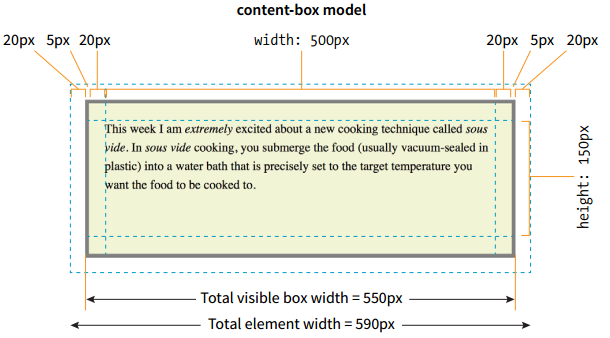 content-box model
20px 5px 20px width: 500px 20px 5px 20px
This week I am extremely excited about a new cooking technique called sous
vide. In sous vide cooking, you submerge the food (usually vacuum-sealed in
plastic) into a water bath that is precisely set to the target temperature you
want the food to be cooked to.
height: 150px
Total visible box width = 550px
Total element width = 590px